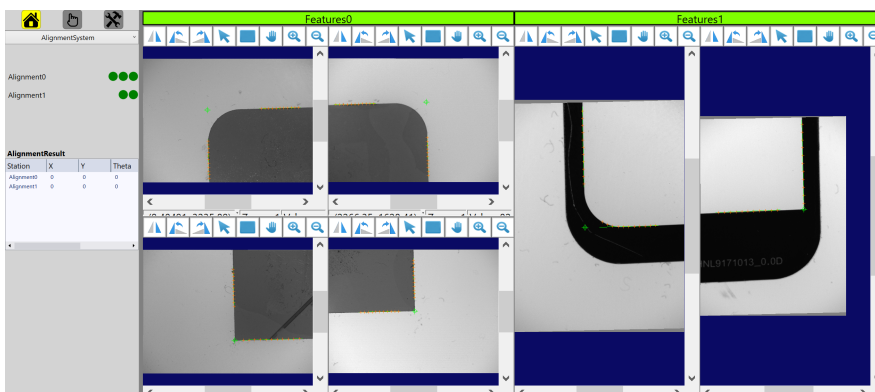 Features0
Features1
AlignmentSystem
Alignment0
Alignment1
AlignmentResult
Station X Y Theta
Alignment0 0 0 0
Alignment1 0 0 0
NL9171013_0.0D